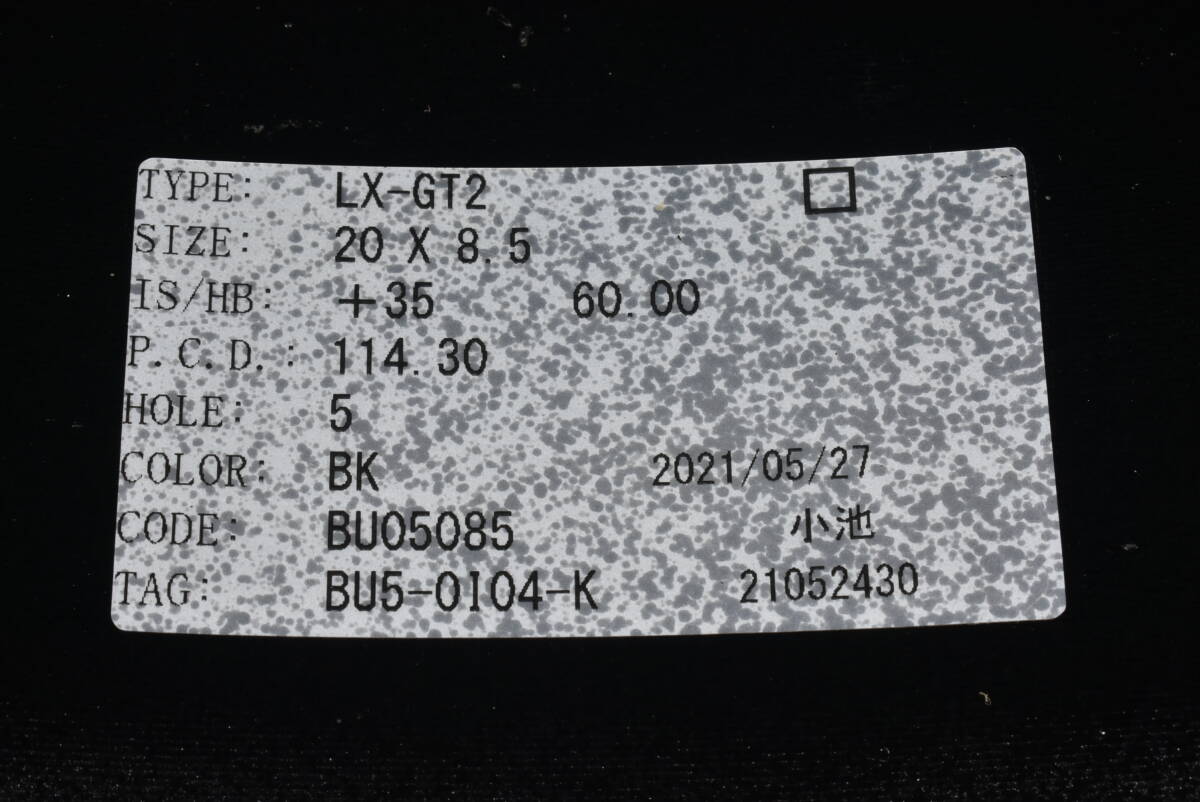 TYPE: LX-GT2 □
SIZE: 20 X 8.5
IS/HB: +35 60.00
P.C.D.: 114.30
HOLE: 5
COLOR: BK 2021/05/27
CODE: BU05085 小池
TAG: BU5-0I04-K 21052430